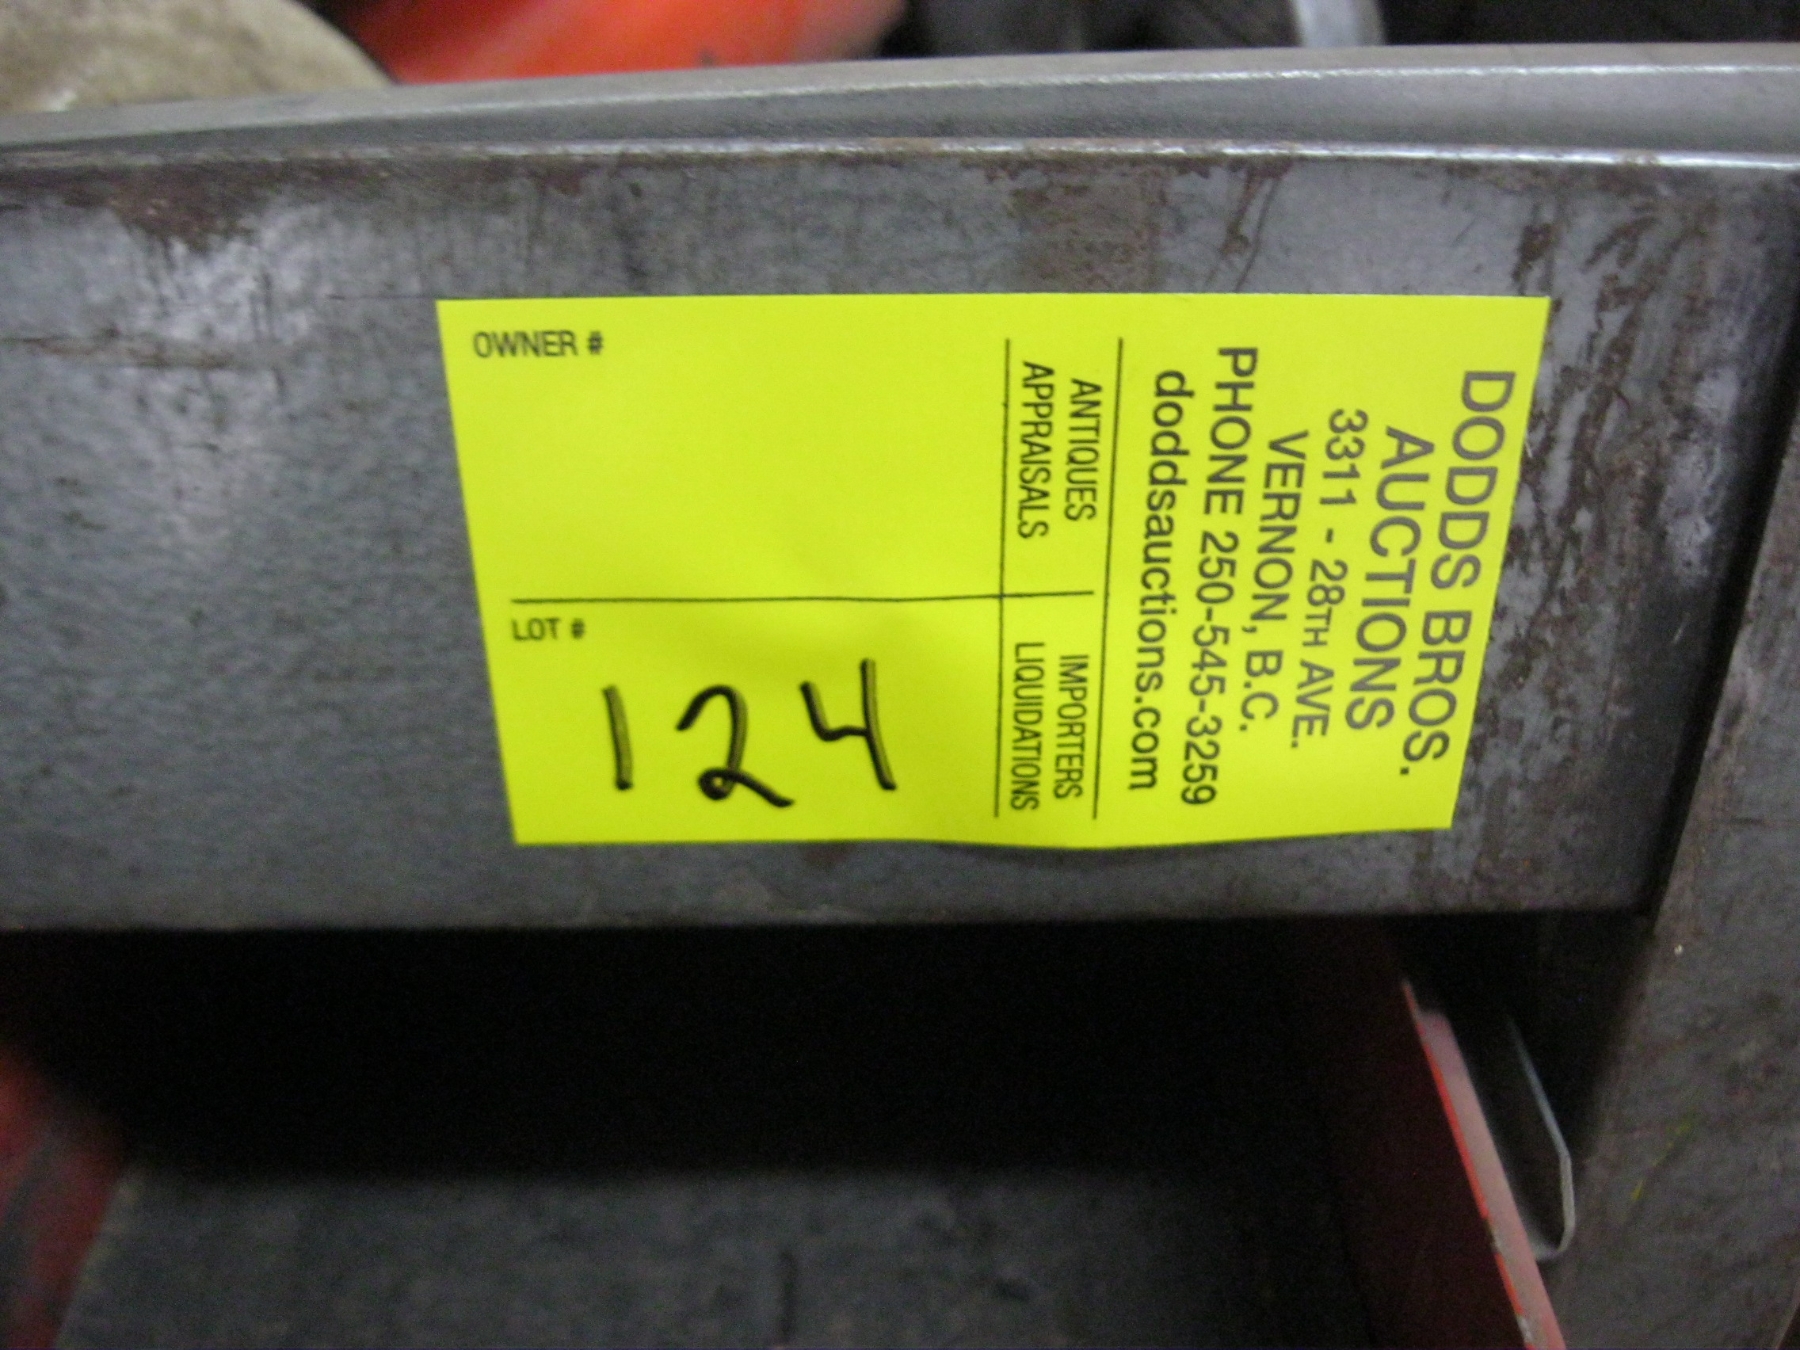 DODDS BROS.
AUCTIONS
3311 - 28TH AVE.
VERNON, B.C.
PHONE 250-545-3259
doddsauctions.com
ANTIQUES
APPRAISALS
IMPORTERS
LIQUIDATIONS
OWNER #
LOT #
124